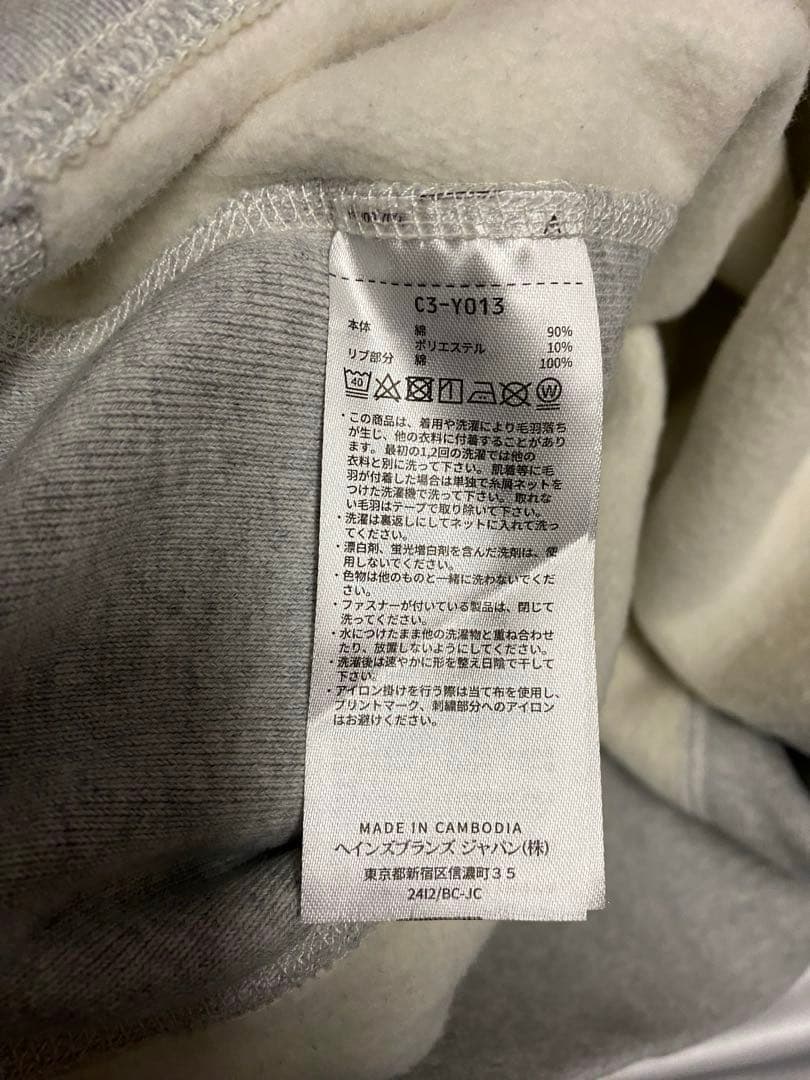 C3-Y013
本体 綿 90%
ポリエステル 10%
リブ部分 綿 100%
40
W
・この商品は、着用や洗濯により毛羽落ち
が生じ、他の衣料に付着することがあり
ます。最初の1,2回の洗濯では他の
衣料と別に洗って下さい。肌着等に毛
羽が付着した場合は単独で糸屑ネットを
つけた洗濯機で洗って下さい。取れな
い毛羽はテープで取り除いて下さい。
・洗濯は裏返しにしてネットに入れて洗っ
てください。
・漂白剤、蛍光増白剤を含んだ洗剤は、使
用しないでください。
・色物は他のものと一緒に洗わないでくだ
さい。
・ファスナーが付いている製品は、閉じて
洗ってください。
・水につけたまま他の洗濯物と重ね合わせ
たり、放置しないようにしてください。
・洗濯後は速やかに形を整え日陰で干して
下さい。
・アイロン掛けを行う際は当て布を使用し、
プリントマーク、刺繍部分へのアイロン
はお避けください。
MADE IN CAMBODIA
ヘインズブランズ ジャパン(株)
東京都新宿区信濃町35
24I2/BC-JC